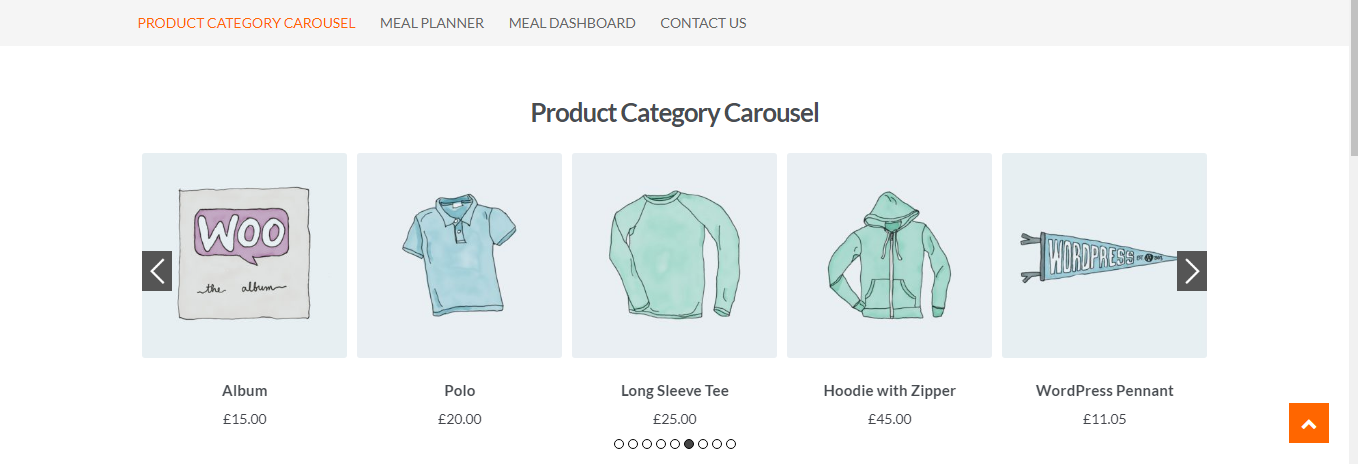 PRODUCT CATEGORY CAROUSEL MEAL PLANNER MEAL DASHBOARD CONTACT US
Product Category Carousel
WOO
the album
WORDPRESS
Album Polo Long Sleeve Tee Hoodie with Zipper WordPress Pennant
£15.00 £20.00 £25.00 £45.00 £11.05